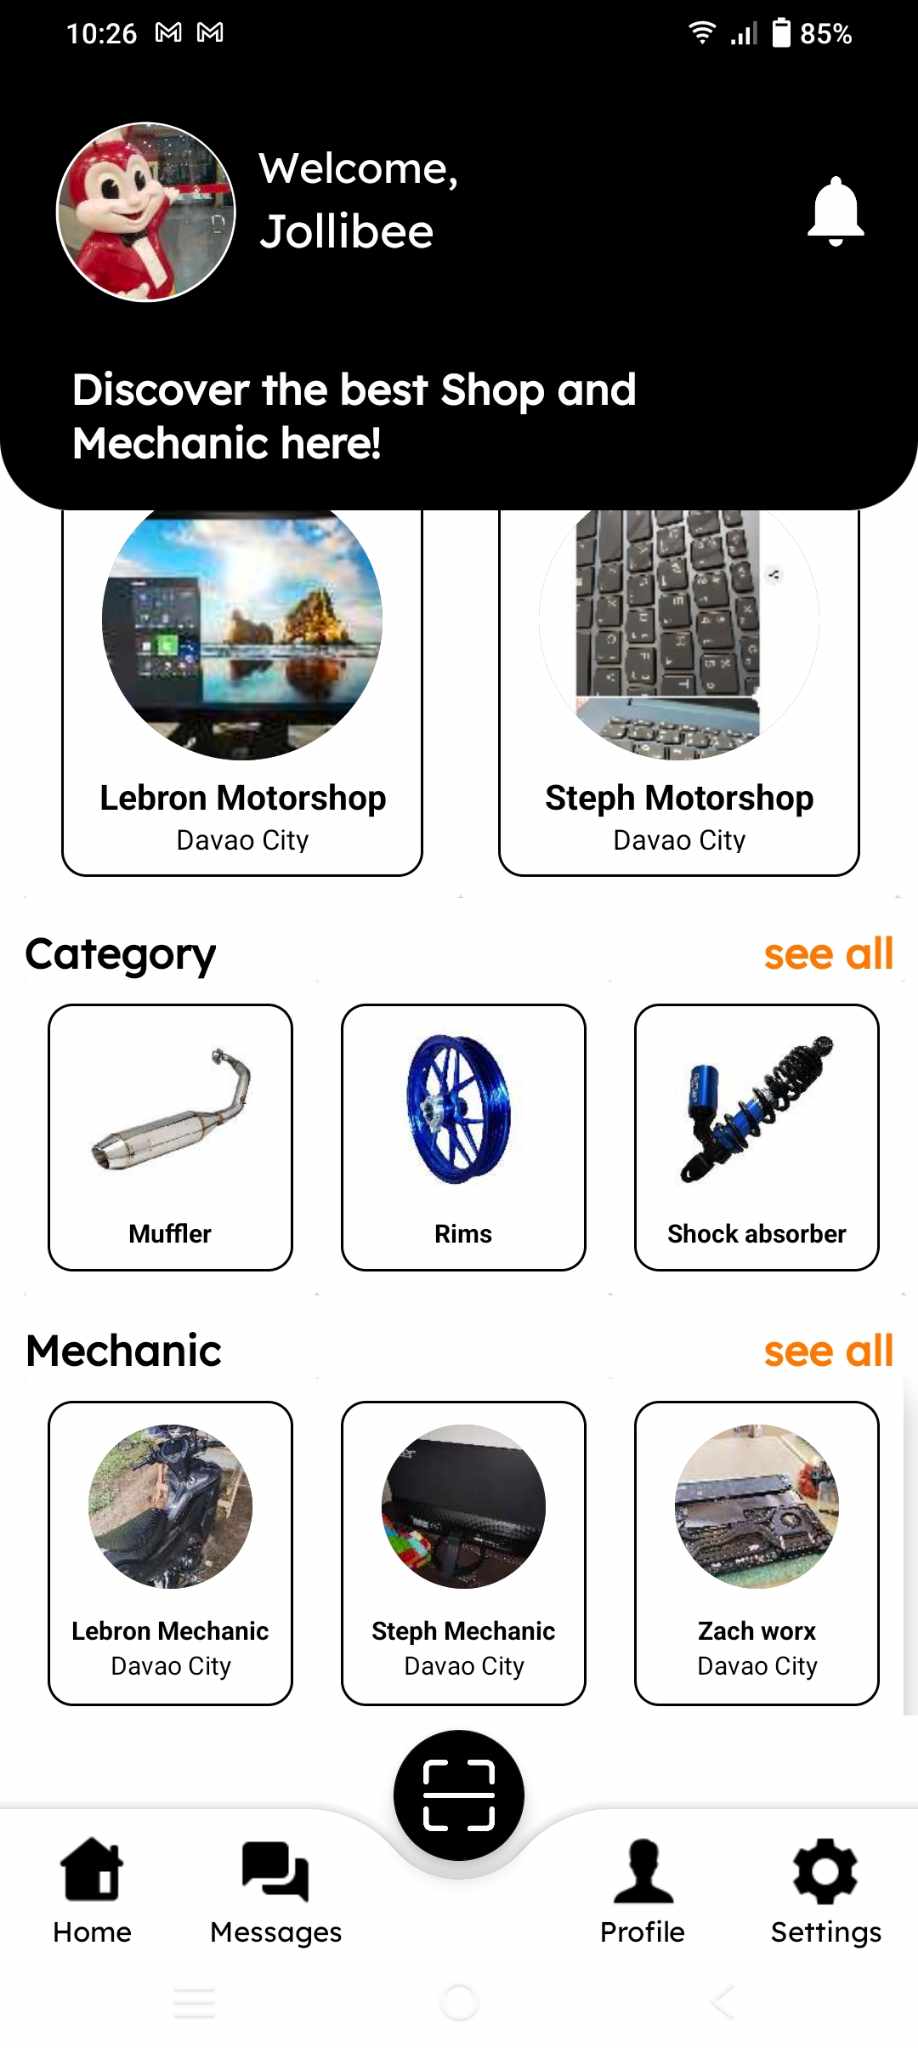 10:26
85%
Welcome,
Jollibee
Discover the best Shop and
Mechanic here!
Lebron Motorshop
Davao City
Steph Motorshop
Davao City
Category
see all
Muffler
Rims
Shock absorber
Mechanic
see all
Lebron Mechanic
Davao City
Steph Mechanic
Davao City
Zach worx
Davao City
Home
Messages
Profile
Settings